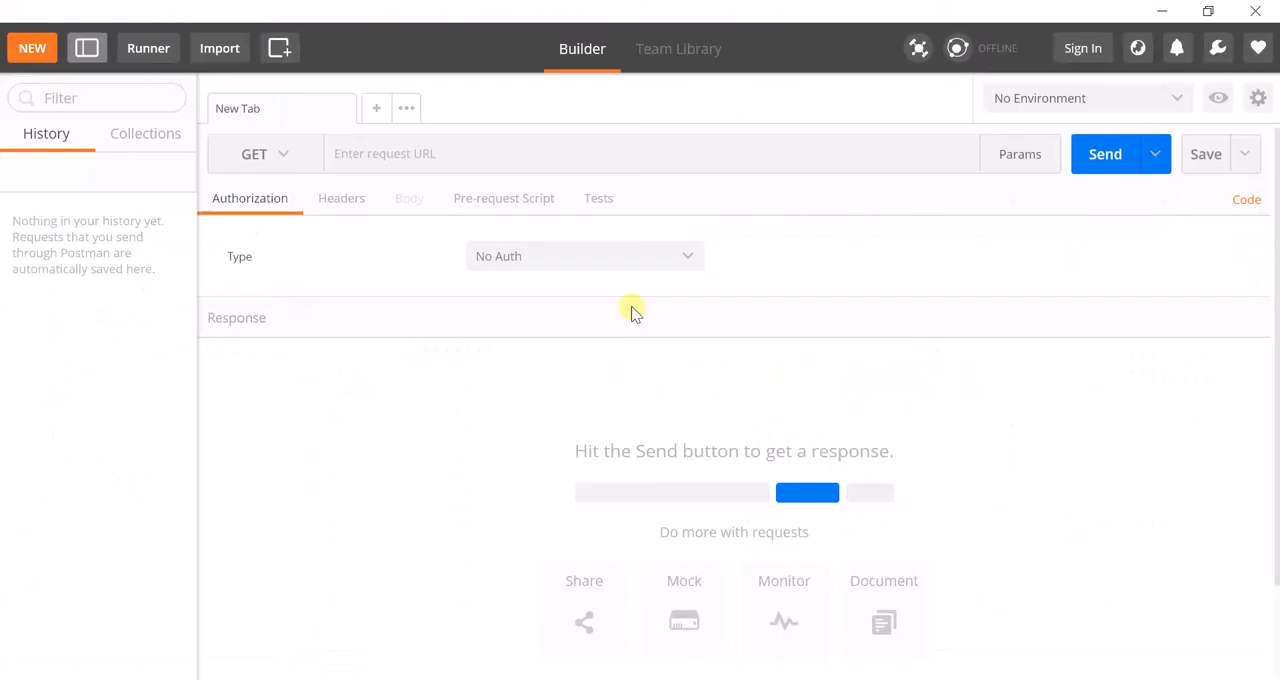 NEW
Runner
Import
Builder
Team Library
OFFLINE
Sign In
Filter
History
Collections
Nothing in your history yet.
Requests that you send
through Postman are
automatically saved here.
New Tab
No Environment
GET
Enter request URL
Params
Send
Save
Authorization
Headers
Body
Pre-request Script
Tests
Code
Type
No Auth
Response
Hit the Send button to get a response.
Do more with requests
Share
Mock
Monitor
Document